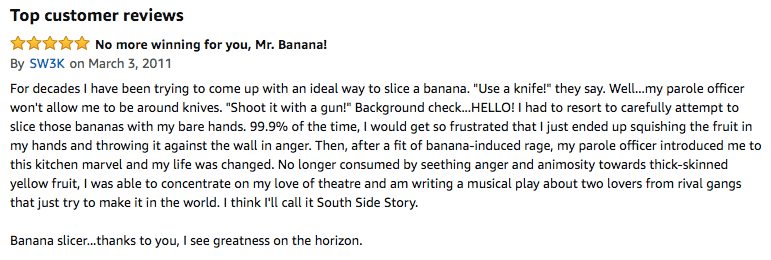 Top customer reviews
No more winning for you, Mr. Banana!
By SW3K on March 3, 2011
For decades I have been trying to come up with an ideal way to slice a banana. "Use a knife!" they say. Well...my parole officer
won't allow me to be around knives. "Shoot it with a gun!" Background check...HELLO! I had to resort to carefully attempt to
slice those bananas with my bare hands. 99.9% of the time, I would get so frustrated that I just ended up squishing the fruit in
my hands and throwing it against the wall in anger. Then, after a fit of banana-induced rage, my parole officer introduced me to
this kitchen marvel and my life was changed. No longer consumed by seething anger and animosity towards thick-skinned
yellow fruit, I was able to concentrate on my love of theatre and am writing a musical play about two lovers from rival gangs
that just try to make it in the world. I think I'll call it South Side Story.
Banana slicer...thanks to you, I see greatness on the horizon.